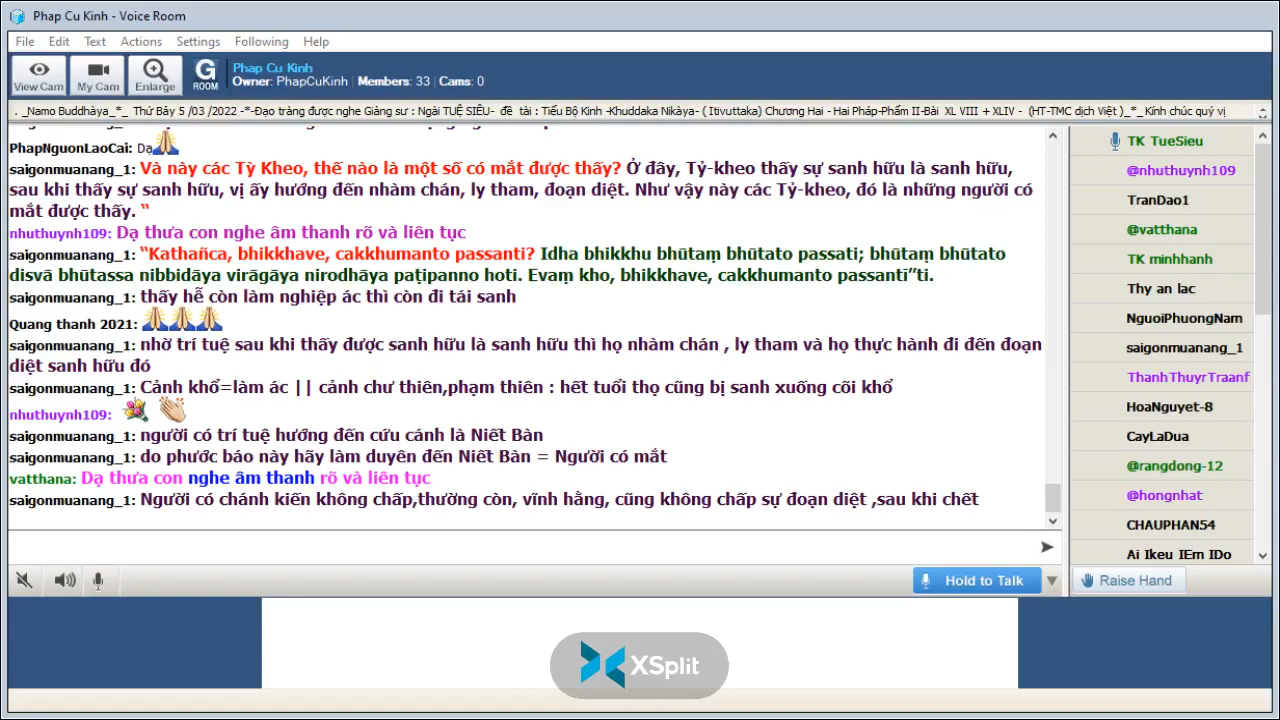 Phap Cu Kinh - Voice Room
File Edit Text Actions Settings Following Help
View Cam My Cam Enlarge G ROOM
Phap Cu Kinh
Owner: PhapCuKinh | Members: 33 | Cams: 0
. _Namo Buddhàya_*_ Thứ Bảy 5 /03 /2022 -*-Đạo tràng được nghe Giảng sư : Ngài TUỆ SIÊU- đề tài : Tiểu Bộ Kinh -Khuddaka Nikàya- ( Itivuttaka) Chương Hai - Hai Pháp-Phẩm II-Bài XL VIII + XLIV - (HT-TMC dịch Việt )_*_ Kính chúc quý vị
PhapNguonLaoCai: Dạ
saigonmuanang_1: Và này các Tỳ Kheo, thế nào là một số có mắt được thấy? Ở đây, Tỷ-kheo thấy sự sanh hữu là sanh hữu,
sau khi thấy sự sanh hữu, vị ấy hướng đến nhàm chán, ly tham, đoạn diệt. Như vậy này các Tỷ-kheo, đó là những người có
mắt được thấy. “
nhuthuynh109: Dạ thưa con nghe âm thanh rõ và liên tục
saigonmuanang_1: “Kathañca, bhikkhave, cakkhumanto passanti? Idha bhikkhu bhūtaṃ bhūtato passati; bhūtaṃ bhūtato
disvā bhūtassa nibbidāya virāgāya nirodhāya paṭipanno hoti. Evaṃ kho, bhikkhave, cakkhumanto passantī”ti.
saigonmuanang_1: thấy hễ còn làm nghiệp ác thì còn đi tái sanh
Quang thanh 2021:
saigonmuanang_1: nhờ trí tuệ sau khi thấy được sanh hữu là sanh hữu thì họ nhàm chán , ly tham và họ thực hành đi đến đoạn
diệt sanh hữu đó
saigonmuanang_1: Cảnh khổ=làm ác || cảnh chư thiên,phạm thiên : hết tuổi thọ cũng bị sanh xuống cõi khổ
nhuthuynh109:
saigonmuanang_1: người có trí tuệ hướng đến cứu cánh là Niết Bàn
saigonmuanang_1: do phước báo này hãy làm duyên đến Niết Bàn = Người có mắt
vatthana: Dạ thưa con nghe âm thanh rõ và liên tục
saigonmuanang_1: Người có chánh kiến không chấp,thường còn, vĩnh hằng, cũng không chấp sự đoạn diệt ,sau khi chết
TK TueSieu
@nhuthuynh109
TranDao1
@vatthana
TK minhhanh
Thy an lac
NguoiPhuongNam
saigonmuanang_1
ThanhThuyrTraanf
HoaNguyet-8
CayLaDua
@rangdong-12
@hongnhat
CHAUPHAN54
Ai Ikeu IEm IDo
Hold to Talk
Raise Hand
XSplit